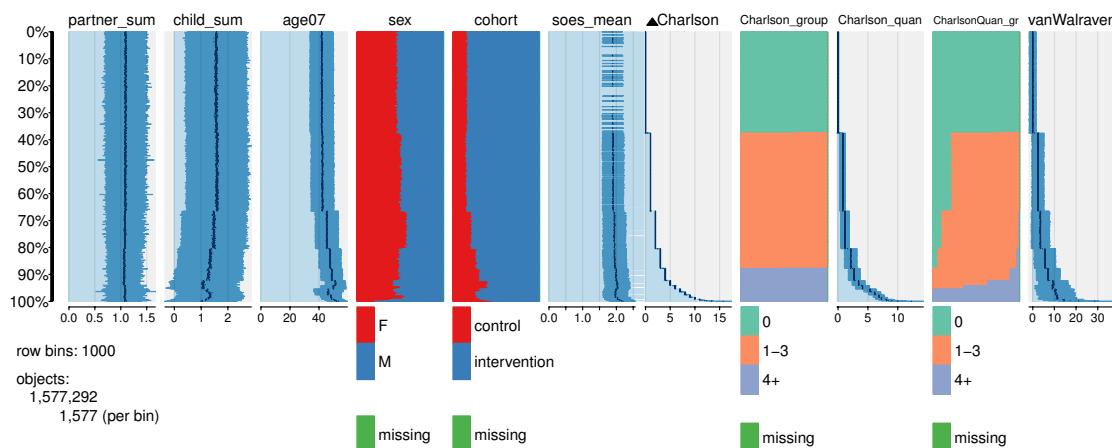 partner_sum child_sum age07 sex cohort soes_mean ▲Charlson Charlson_group Charlson_quan CharlsonQuan_gr vanWalraven
0%
10%
20%
30%
40%
50%
60%
70%
80%
90%
100%
0.0 0.5 1.0 1.5 0 1 2 0 20 40 0.0 1.0 2.0 0 5 10 15 0 5 10 0 10 20 30
F control 0 0
M intervention 1−3 1−3
4+ 4+
row bins: 1000
objects:
1,577,292
1,577 (per bin)
missing missing missing missing